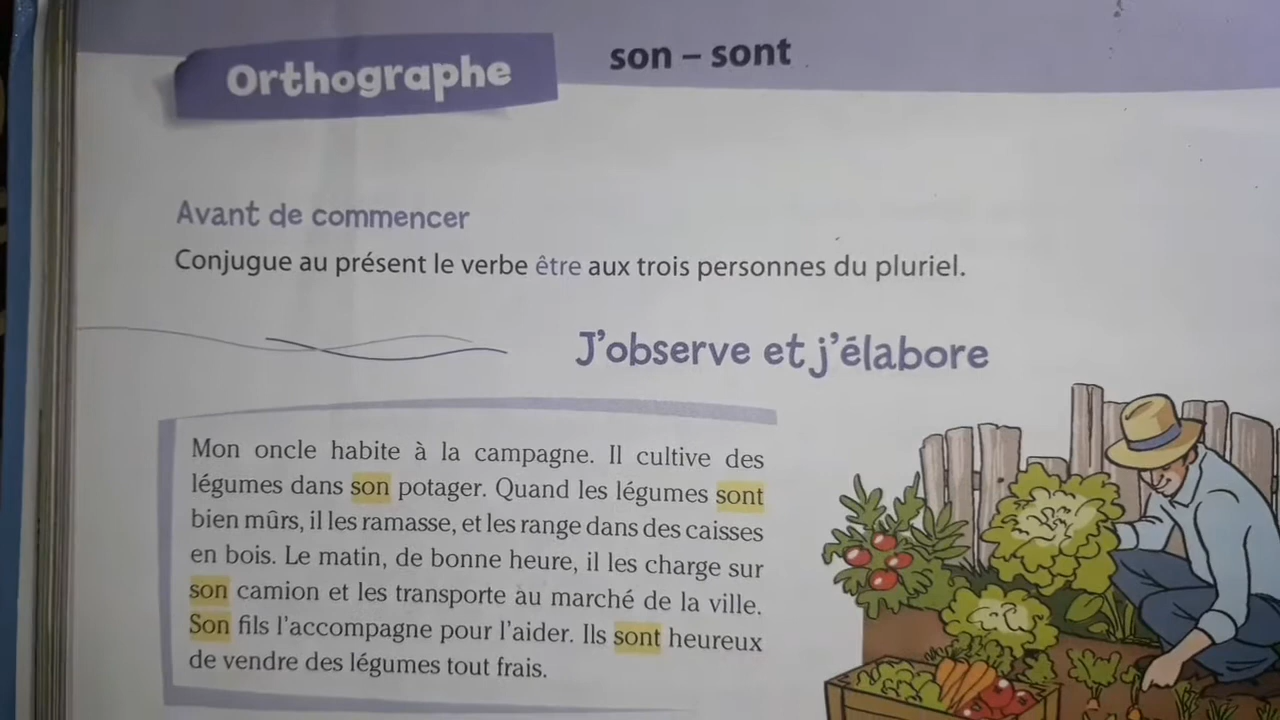 Orthographe
son – sont
Avant de commencer
Conjugue au présent le verbe être aux trois personnes du pluriel.
J'observe et j'élabore
Mon oncle habite à la campagne. Il cultive des
légumes dans son potager. Quand les légumes sont
bien mûrs, il les ramasse, et les range dans des caisses
en bois. Le matin, de bonne heure, il les charge sur
son camion et les transporte au marché de la ville.
Son fils l'accompagne pour l'aider. Ils sont heureux
de vendre des légumes tout frais.